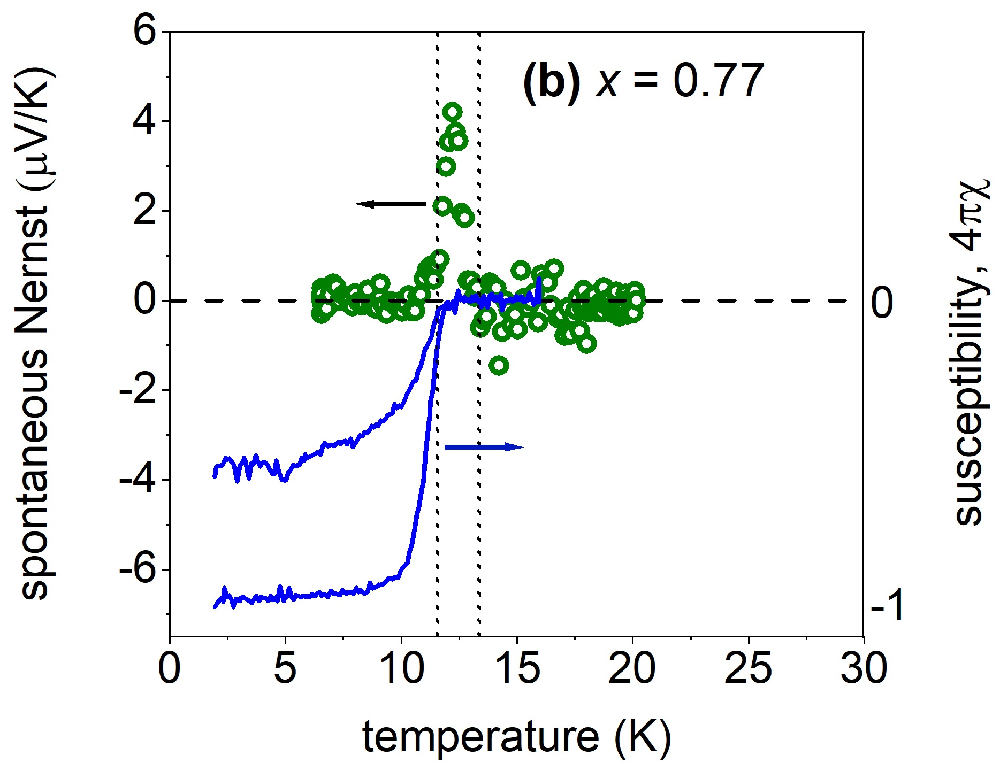 (b) x = 0.77
spontaneous Nernst (μV/K)
6
4
2
0
-2
-4
-6
0
-1
susceptibility, 4πχ
0 5 10 15 20 25 30
temperature (K)